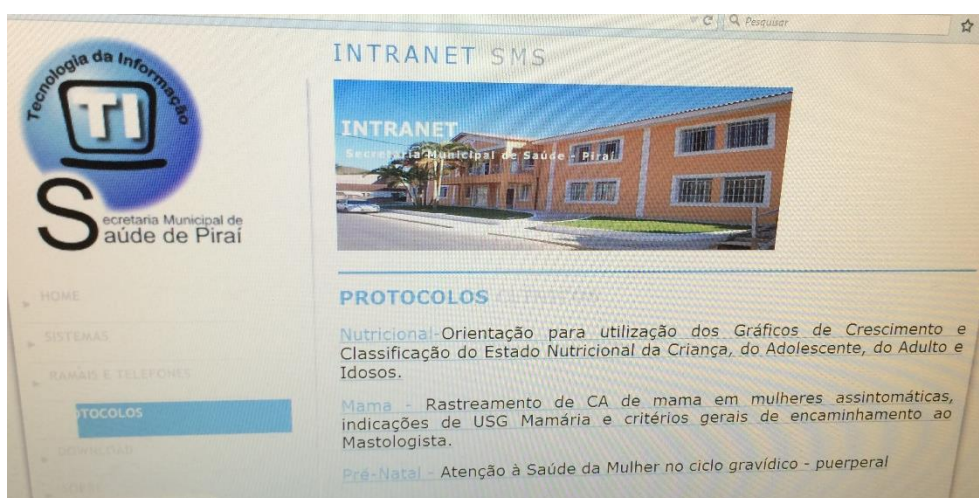 Pesquisar
Tecnologia da Informação
TI
Secretaria Municipal de
Saúde de Piraí
INTRANET SMS
INTRANET
Secretaria Municipal de Saúde - Piraí
HOME
SISTEMAS
RAMAIS E TELEFONES
TOCOLOS
DOWNLOAD
PROTOCOLOS
Nutricional-Orientação para utilização dos Gráficos de Crescimento e
Classificação do Estado Nutricional da Criança, do Adolescente, do Adulto e
Idosos.
Mama - Rastreamento de CA de mama em mulheres assintomáticas,
indicações de USG Mamária e critérios gerais de encaminhamento ao
Mastologista.
Pré-Natal - Atenção à Saúde da Mulher no ciclo gravídico - puerperal